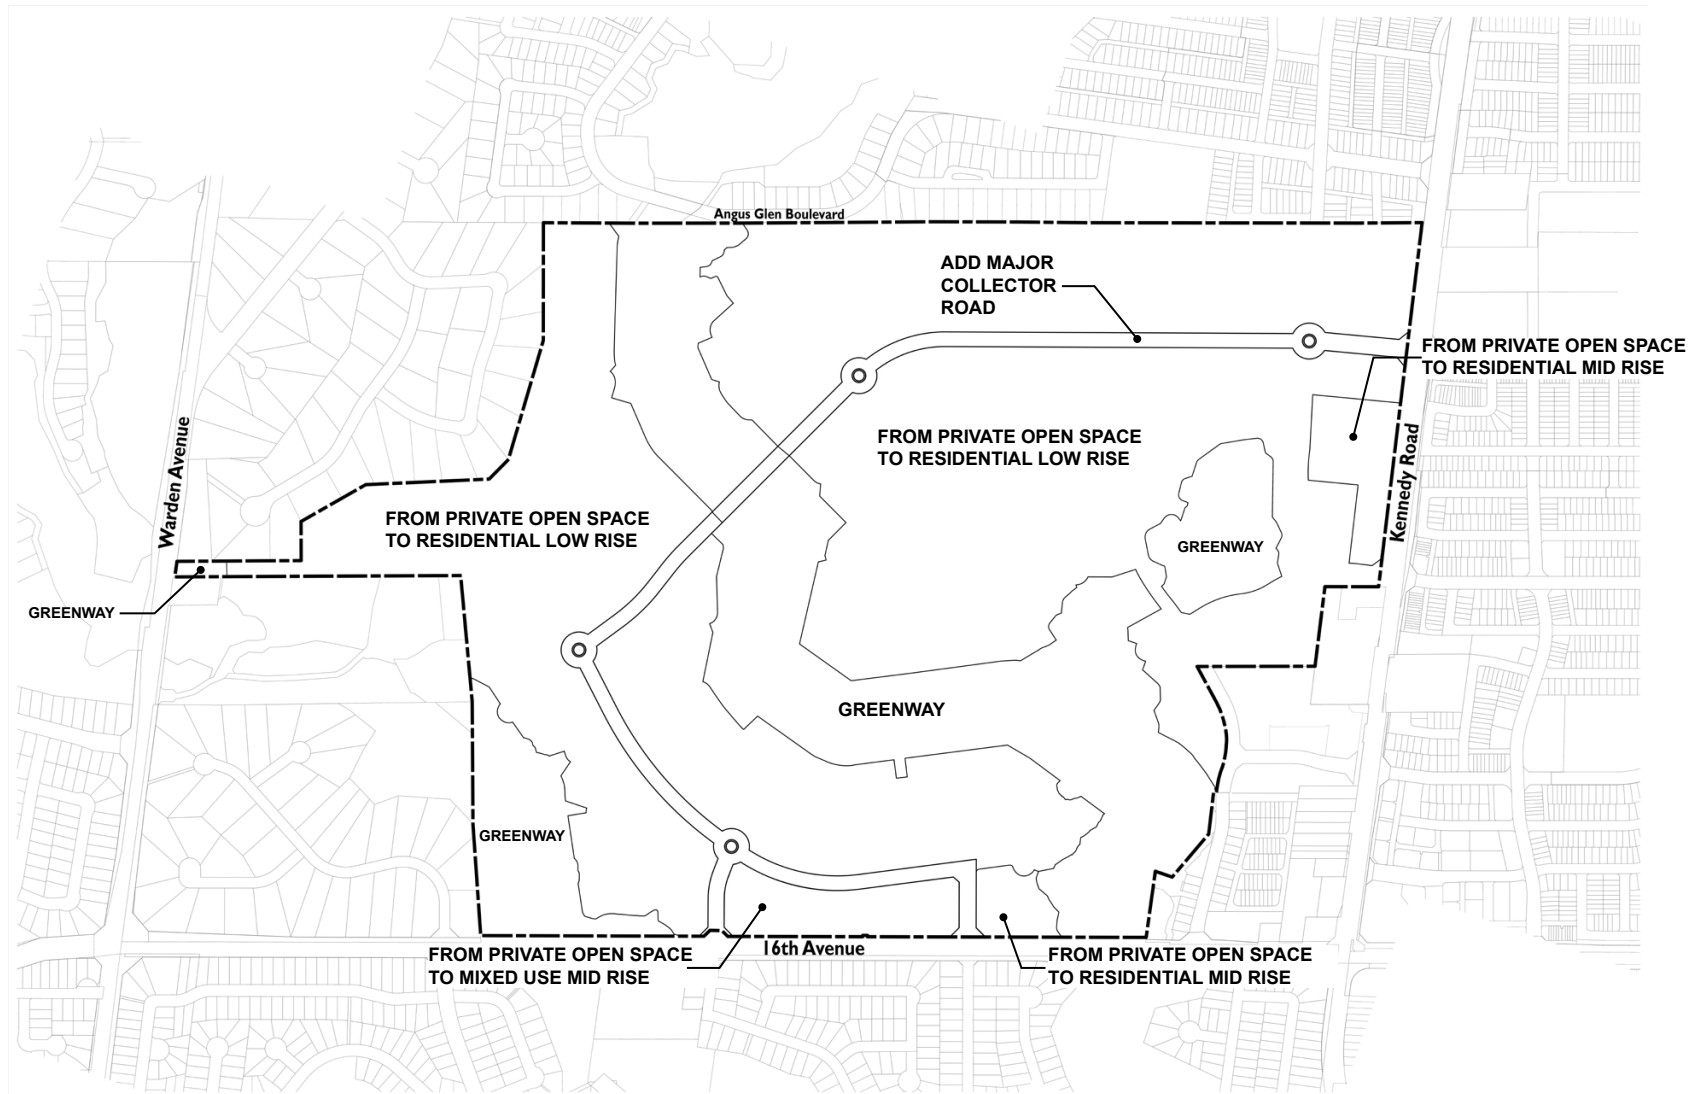 Angus Glen Boulevard
ADD MAJOR
COLLECTOR
ROAD
FROM PRIVATE OPEN SPACE
TO RESIDENTIAL MID RISE
FROM PRIVATE OPEN SPACE
TO RESIDENTIAL LOW RISE
Warden Avenue
Kennedy Road
FROM PRIVATE OPEN SPACE
TO RESIDENTIAL LOW RISE
GREENWAY
GREENWAY
GREENWAY
GREENWAY
16th Avenue
FROM PRIVATE OPEN SPACE
TO MIXED USE MID RISE
FROM PRIVATE OPEN SPACE
TO RESIDENTIAL MID RISE